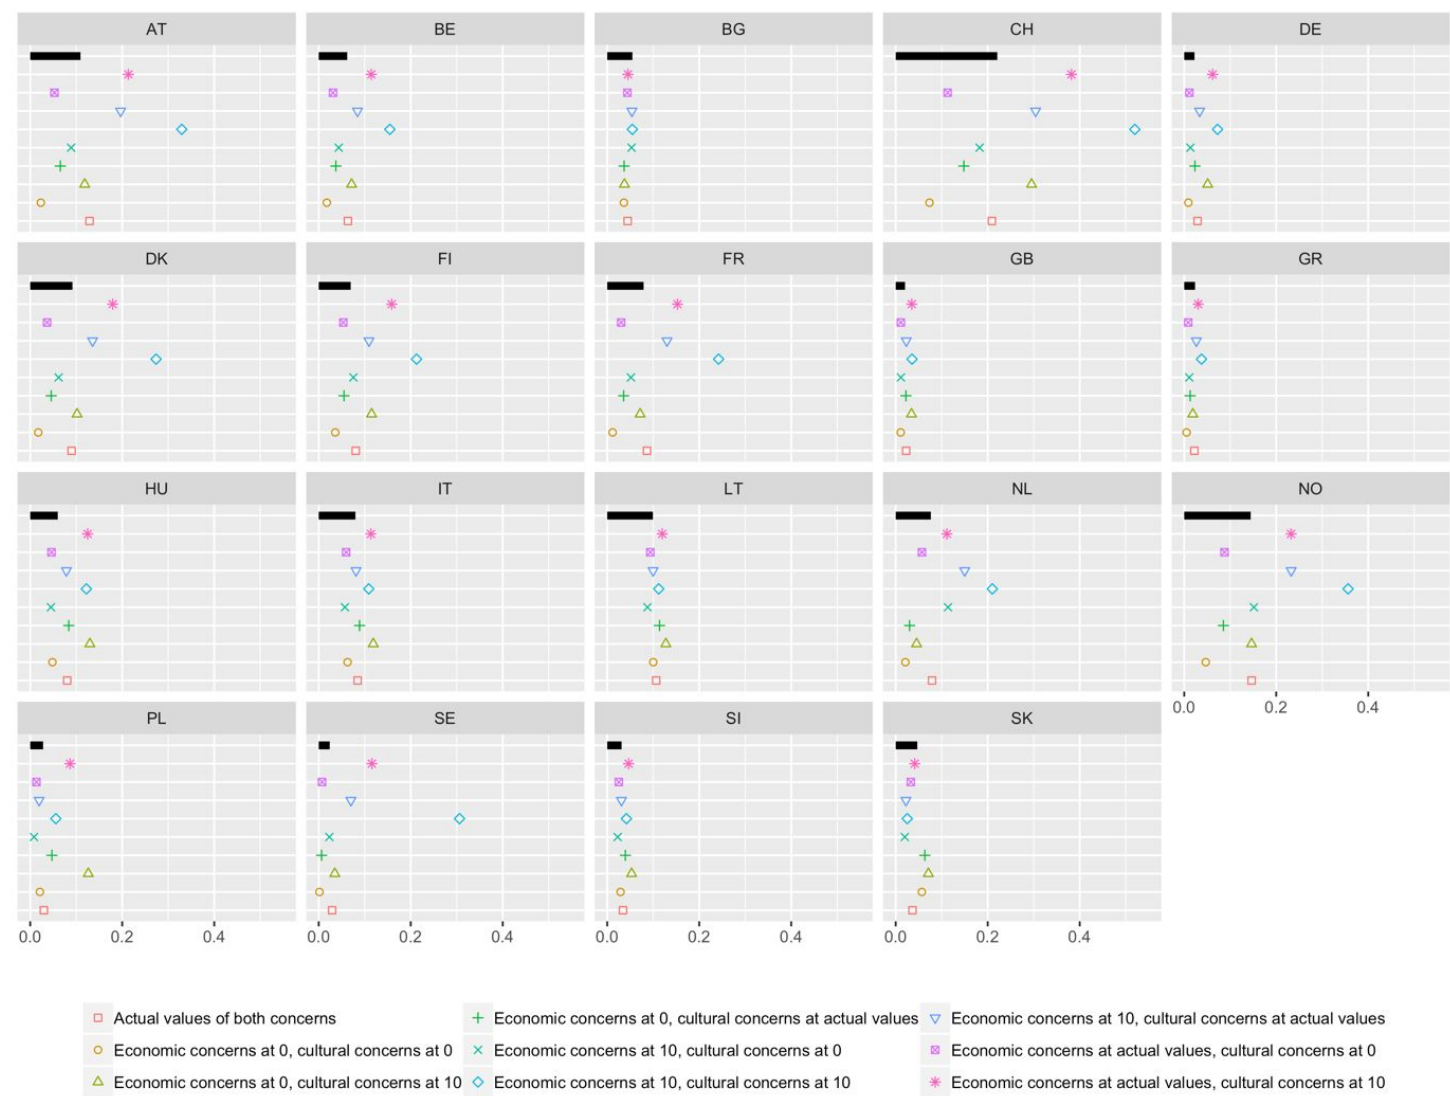 AT BE BG CH DE
DK FI FR GB GR
HU IT LT NL NO
0.0 0.2 0.4
PL SE SI SK
0.0 0.2 0.4 0.0 0.2 0.4 0.0 0.2 0.4 0.0 0.2 0.4
Actual values of both concerns Economic concerns at 0, cultural concerns at actual values Economic concerns at 10, cultural concerns at actual values
Economic concerns at 0, cultural concerns at 0 Economic concerns at 10, cultural concerns at 0 Economic concerns at actual values, cultural concerns at 0
Economic concerns at 0, cultural concerns at 10 Economic concerns at 10, cultural concerns at 10 Economic concerns at actual values, cultural concerns at 10